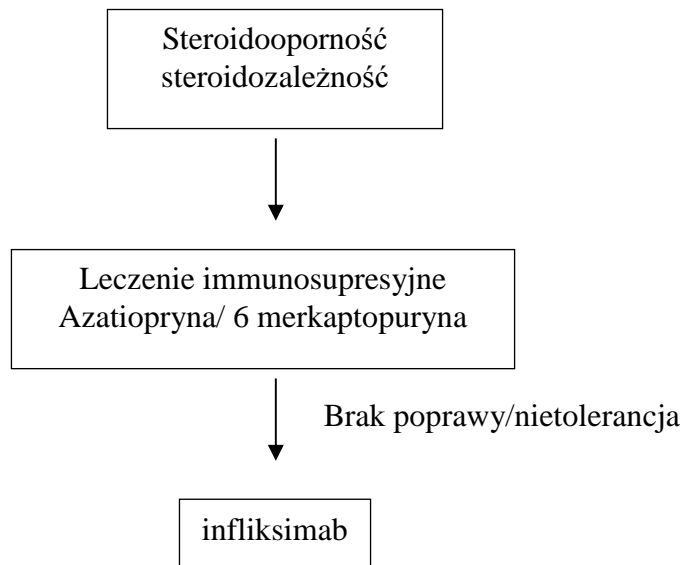 Steroidooporność
steroidozależność
Leczenie immunosupresyjne
Azatiopryna/ 6 merkaptopuryna
Brak poprawy/nietolerancja
infliksimab